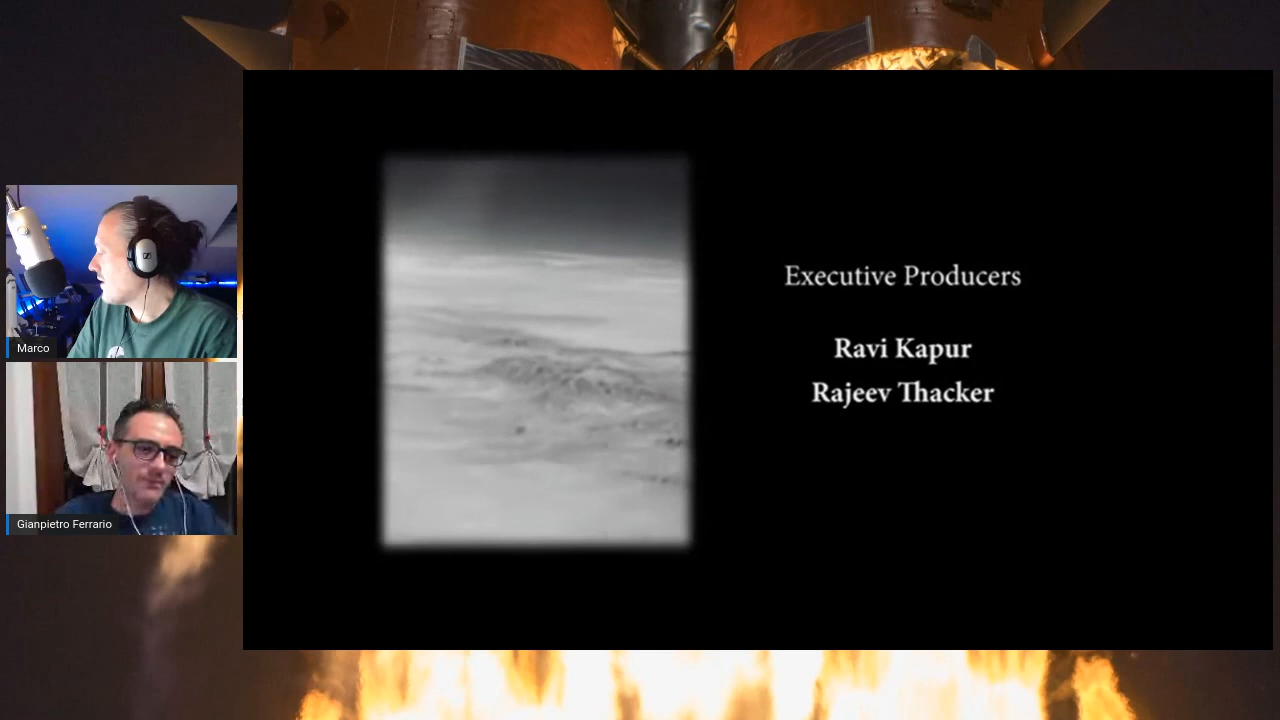 Executive Producers
Ravi Kapur
Rajeev Thacker
Marco
Gianpietro Ferrario